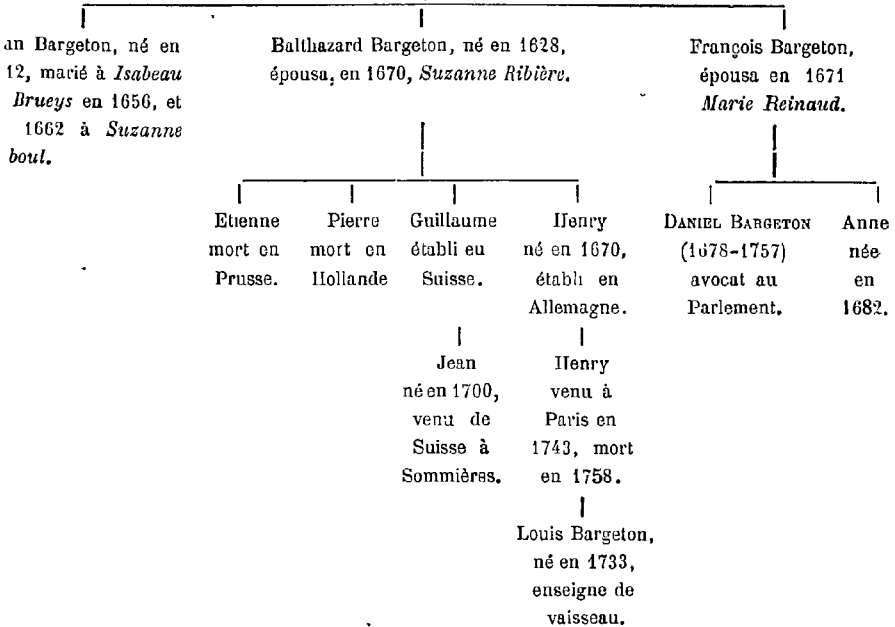 an Bargeton, né en
12, marié à Isabeau
Brueys en 1656, et
1662 à Suzanne
boul.
Balthazard Bargeton, né en 1628,
épousa, en 1670, Suzanne Ribière.
François Bargeton,
épousa en 1671
Marie Reinaud.
Etienne
mort en
Prusse.
Pierre
mort en
Hollande
Guillaume
établi eu
Suisse.
Henry
né en 1670,
établi en
Allemagne.
DANIEL BARGETON
(1678-1757)
avocat au
Parlement.
Anne
née
en
1682.
Jean
né en 1700,
venu de
Suisse à
Sommières.
Henry
venu à
Paris en
1743, mort
en 1758.
Louis Bargeton,
né en 1733,
enseigne de
vaisseau.